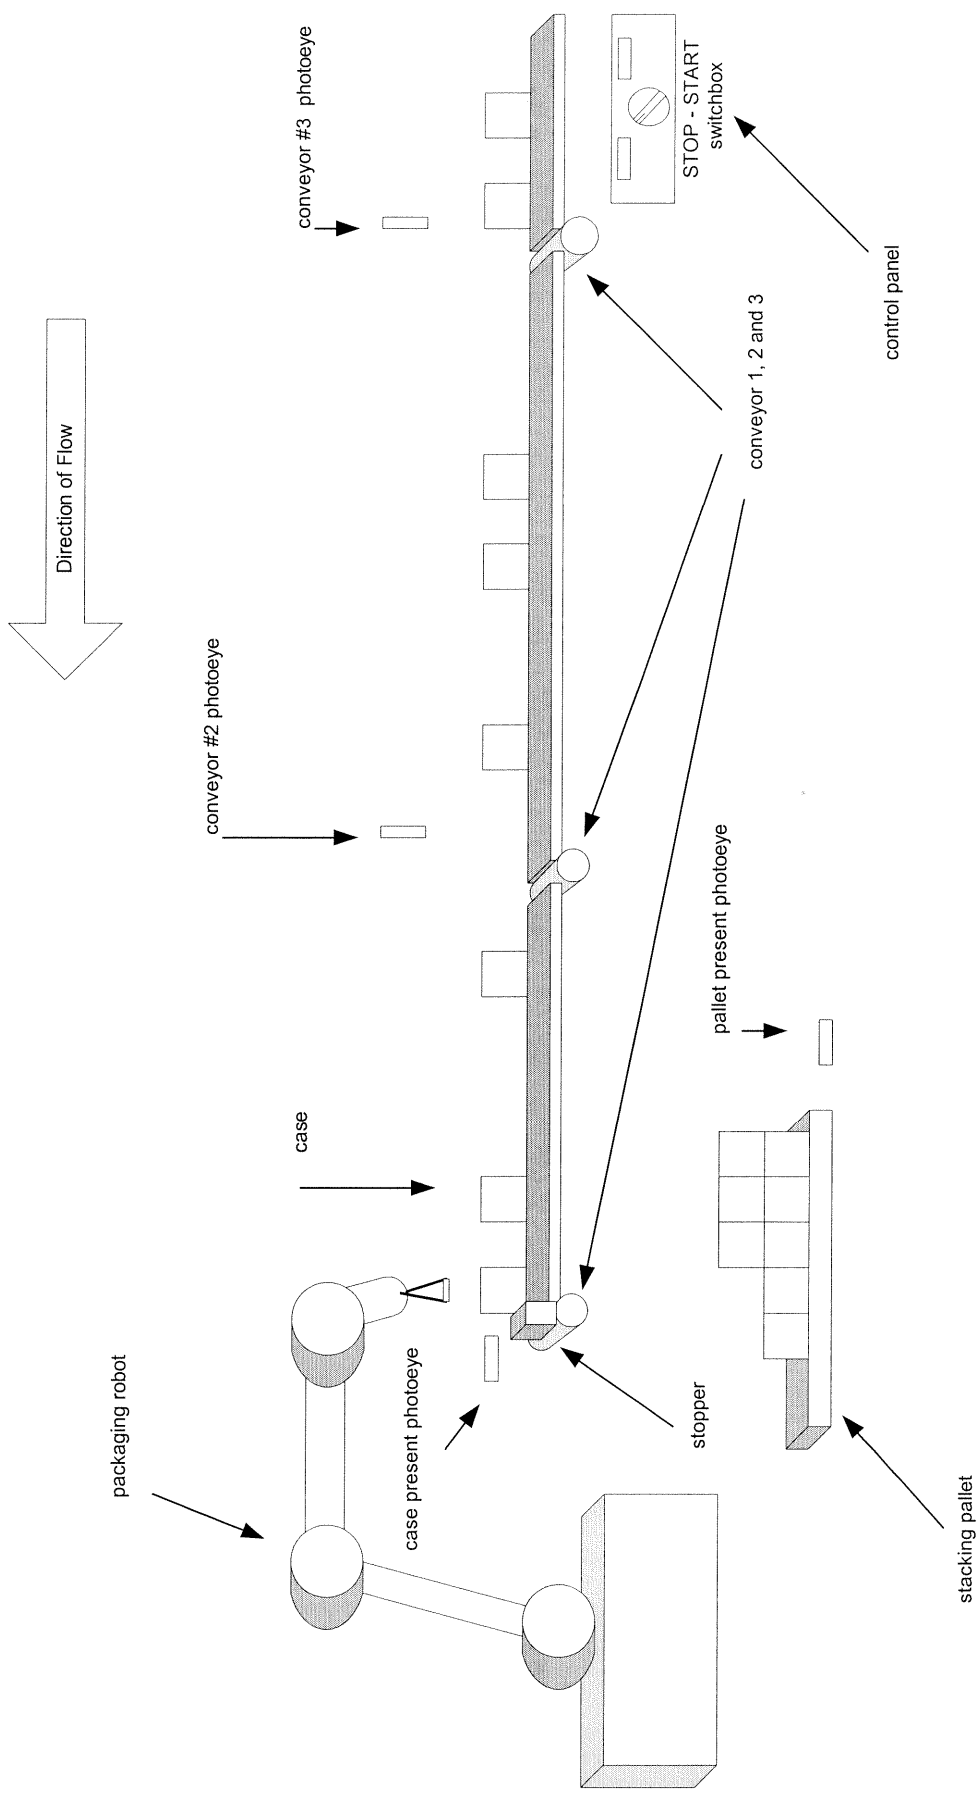 conveyor #3 photoeye
STOP - START
switchbox
control panel
conveyor 1, 2 and 3
Direction of Flow
conveyor #2 photoeye
pallet present photoeye
case
case present photoeye
stopper
packaging robot
stacking pallet